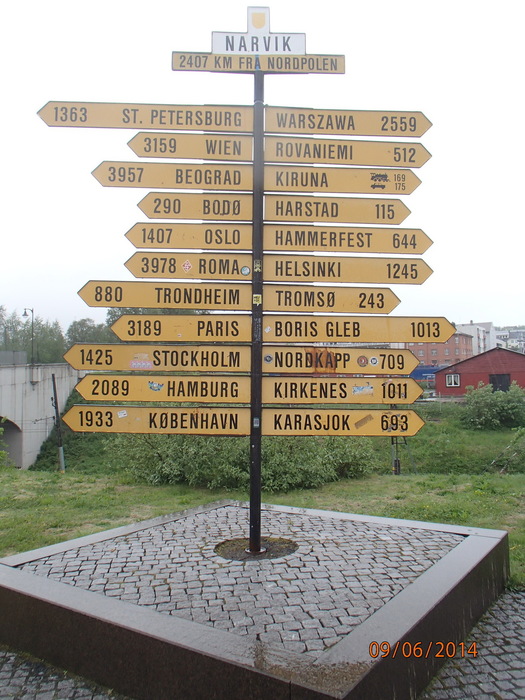 NARVIK
2407 KM FRÅ NORDPOLEN
1363 ST. PETERSBURG
WARSZAWA 2559
3159 WIEN
ROVANIEMI 512
3957 BEOGRAD
KIRUNA 169 175
290 BODØ
HARSTAD 115
1407 OSLO
HAMMERFEST 644
3978 ROMA
HELSINKI 1245
880 TRONDHEIM
TROMSØ 243
3189 PARIS
BORIS GLEB 1013
1425 STOCKHOLM
NORDKAPP 709
2089 HAMBURG
KIRKENES 1011
1933 KØBENHAVN
KARASJOK 693
09/06/2014